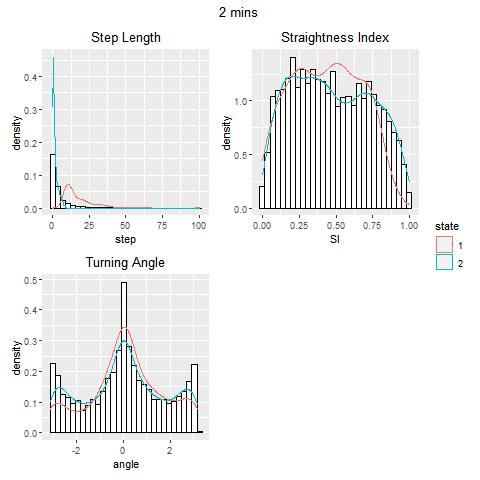 2 mins
Step Length
density
0.0
0.1
0.2
0.3
0.4
0 25 50 75 100
step
Straightness Index
density
0.0
0.5
1.0
0.00 0.25 0.50 0.75 1.00
SI
state
1
2
Turning Angle
density
0.0
0.1
0.2
0.3
0.4
0.5
-2 0 2
angle